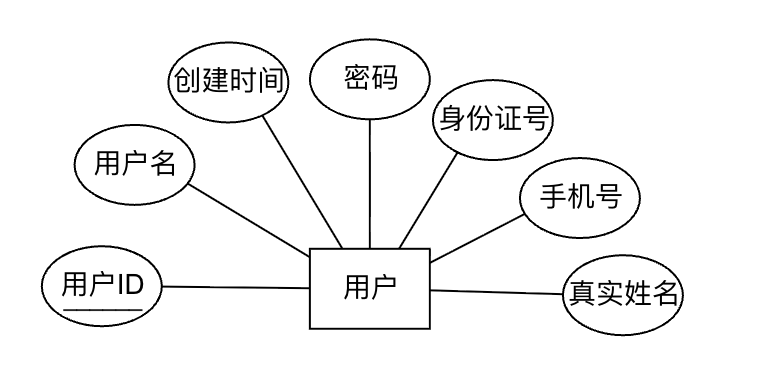 创建时间
密码
身份证号
用户名
手机号
用户ID
用户
真实姓名